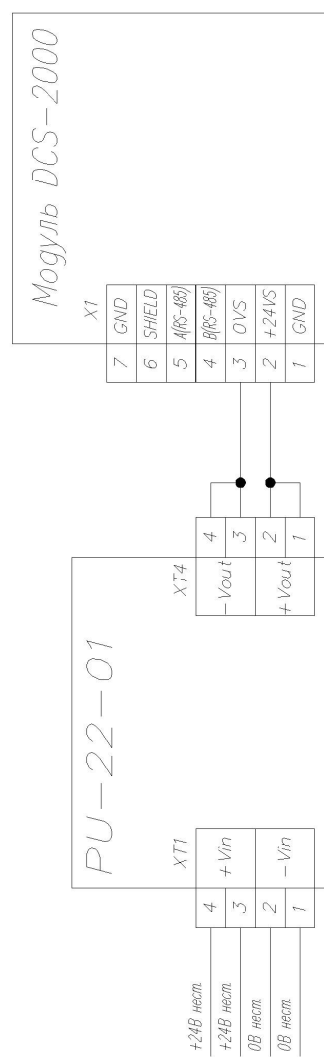 Модуль DCS-2000
X1
7 GND
6 SHIELD
5 A(RS-485)
4 B(RS-485)
3 0VS
2 +24VS
1 GND
PU-22-01
XT4
4
3
-Vout
2
1
+Vout
XT1
4
3
+Vin
2
1
-Vin
+24В нест.
+24В нест.
0В нест.
0В нест.